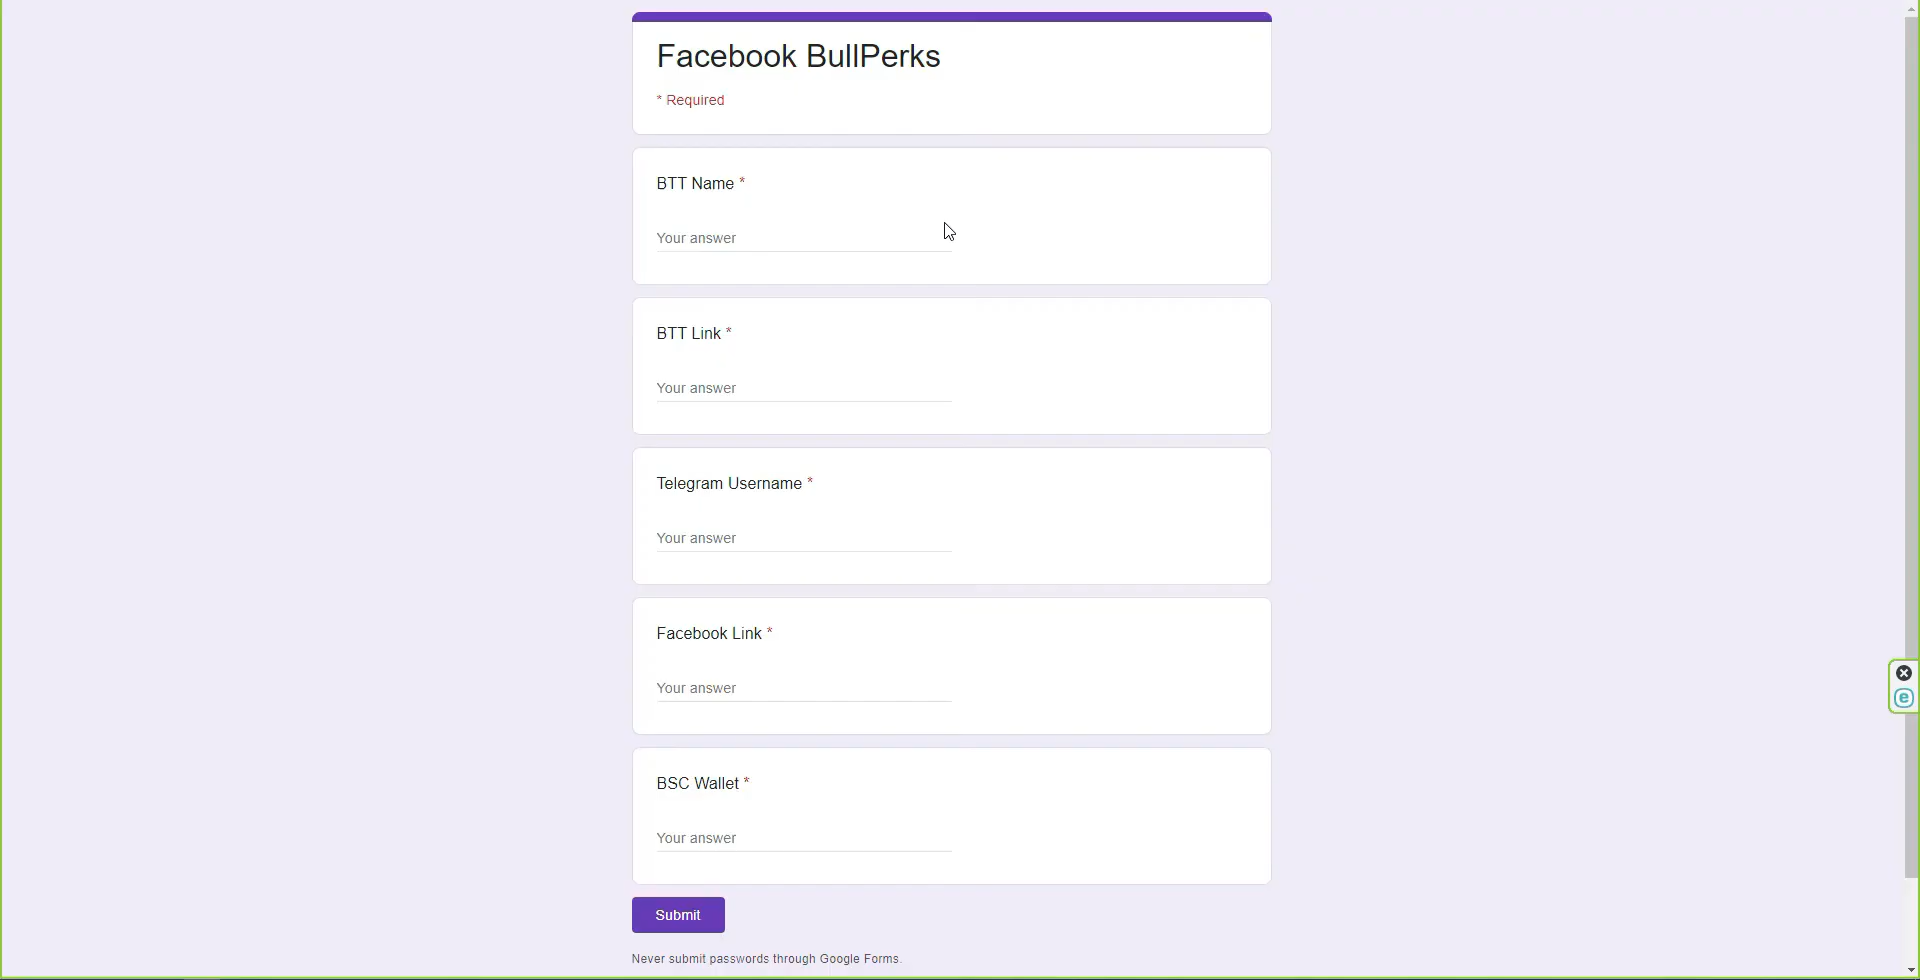 Facebook BullPerks
* Required
BTT Name *
Your answer
BTT Link *
Your answer
Telegram Username *
Your answer
Facebook Link *
Your answer
BSC Wallet *
Your answer
Submit
Never submit passwords through Google Forms.